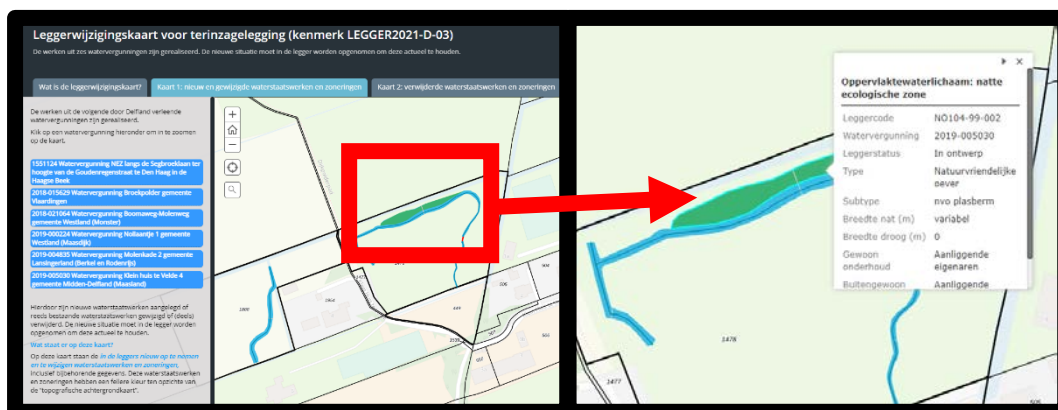 Leggerwijzigingskaart voor terinzagelegging (kenmerk LEGGER2021-D-03)
De werken uit zes watervergunningen zijn gerealiseerd. De nieuwe situatie moet in de legger worden opgenomen om deze actueel te houden.
Wat is de leggerwijzigingskaart?
Kaart 1: nieuw en gewijzigde waterstaatswerken en zoneringen
Kaart 2: verwijderde waterstaatswerken en zoneringen
De werken uit de volgende door Delfland verleende
watervergunningen zijn gerealiseerd.
Klik op een watervergunning hieronder om in te zoomen
op de kaart.
1551124 Watervergunning NEZ langs de Segbroeklaan ter
hoogte van de Goudenregenstraat te Den Haag in de
Haagse Beek
2018-015629 Watervergunning Broekpolder gemeente
Vlaardingen
2018-021064 Watervergunning Boomaweg-Molenweg
gemeente Westland (Monster)
2019-000224 Watervergunning Nollaantje 1 gemeente
Westland (Maasdijk)
2019-004835 Watervergunning Molenkade 2 gemeente
Lansingerland (Berkel en Rodenrijs)
2019-005030 Watervergunning Klein huis te Velde 4
gemeente Midden-Delfland (Maasland)
Hierdoor zijn nieuwe waterstaatswerken aangelegd of
reeds bestaande waterstaatswerken gewijzigd of (deels)
verwijderd. De nieuwe situatie moet in de legger worden
opgenomen om deze actueel te houden.
Wat staat er op deze kaart?
Op deze kaart staan de in de leggers nieuw op te nemen
en te wijzigen waterstaatswerken en zoneringen,
inclusief bijbehorende gegevens. Deze waterstaatswerken
en zoneringen hebben een fellere kleur ten opzichte van
de "topografische achtergrondkaart".
Oppervlaktewaterlichaam: natte
ecologische zone
Leggercode NO104-99-002
Watervergunning 2019-005030
Leggerstatus In ontwerp
Type Natuurvriendelijke
oever
Subtype nvo plasberm
Breedte nat (m) variabel
Breedte droog (m) 0
Gewoon Aanliggende
onderhoud eigenaren
Buitengewoon Aanliggende
1478
1477
505